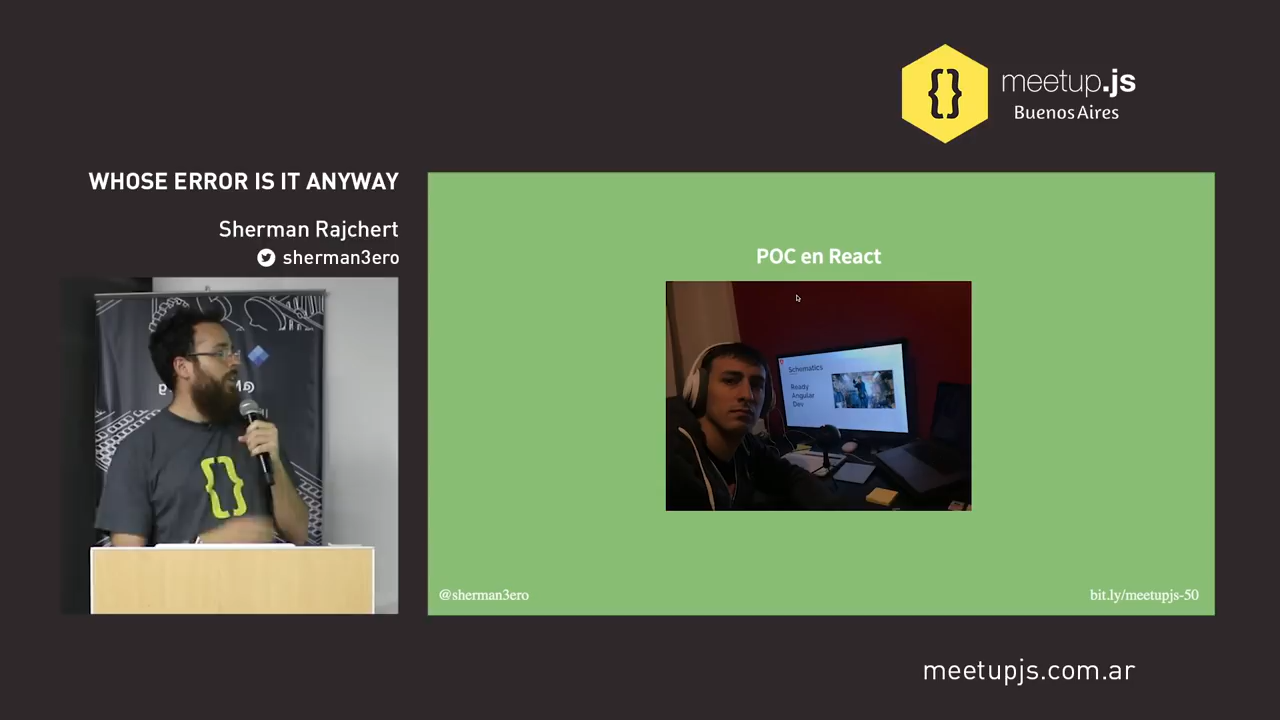 meetup.js
Buenos Aires
WHOSE ERROR IS IT ANYWAY
Sherman Rajchert
sherman3ero
POC en React
Schematics
Ready
Angular
Dev
@sherman3ero
bit.ly/meetupjs-50
meetupjs.com.ar